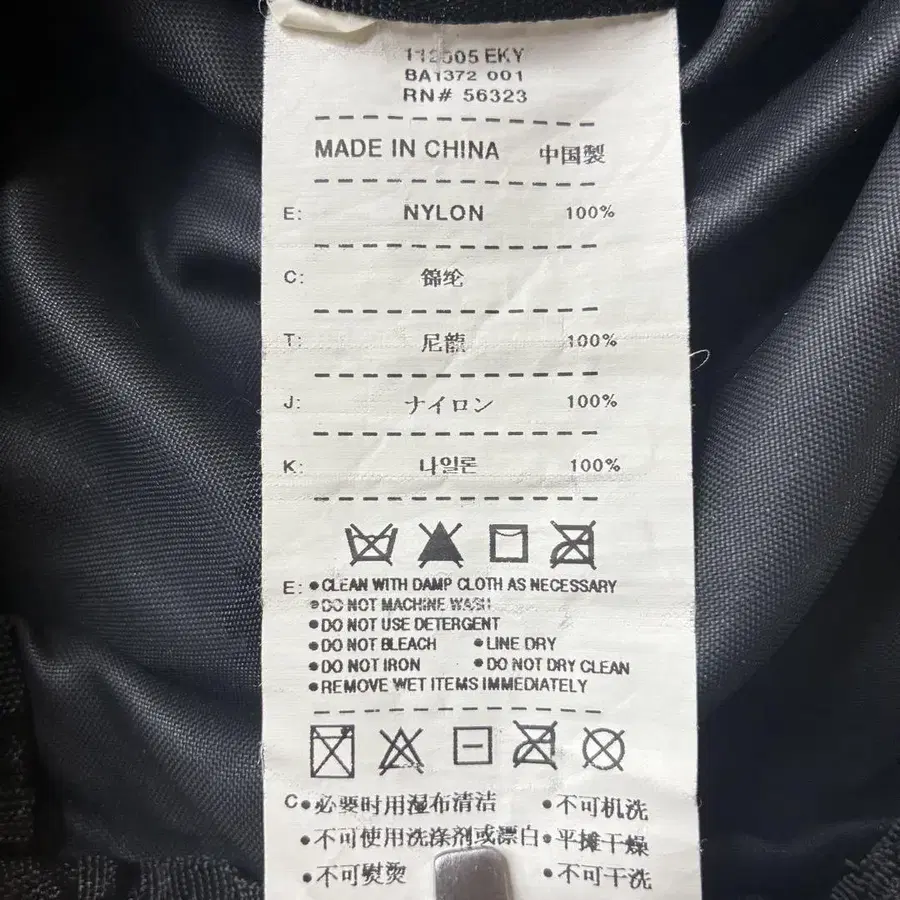 112005 EKY
BA1372 001
RN# 56323
MADE IN CHINA 中国製
E: NYLON 100%
C: 锦纶
T: 尼龍 100%
J: ナイロン 100%
K: 나일론 100%
E: •CLEAN WITH DAMP CLOTH AS NECESSARY
•DO NOT MACHINE WASH
•DO NOT USE DETERGENT
•DO NOT BLEACH •LINE DRY
•DO NOT IRON •DO NOT DRY CLEAN
•REMOVE WET ITEMS IMMEDIATELY
C•必要时用湿布清洁 •不可机洗
•不可使用洗涤剂或漂白•平摊干燥
•不可熨烫 •不可干洗